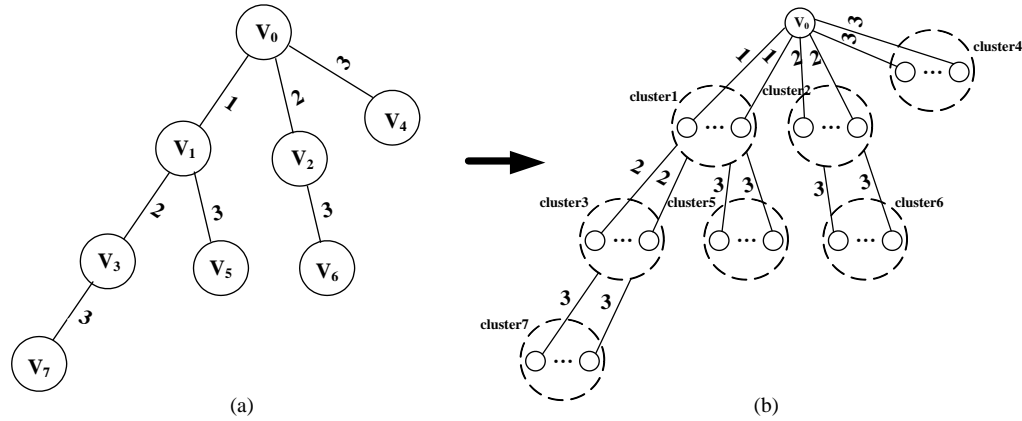 V0
1
2
3
V1
V2
V4
2
3
3
V3
V5
V6
3
V7
(a)
V0
1
1
2
2
3
3
cluster4
...
cluster1
cluster2
...
...
2
2
3
3
3
3
cluster3
cluster5
cluster6
...
...
...
3
3
cluster7
...
(b)